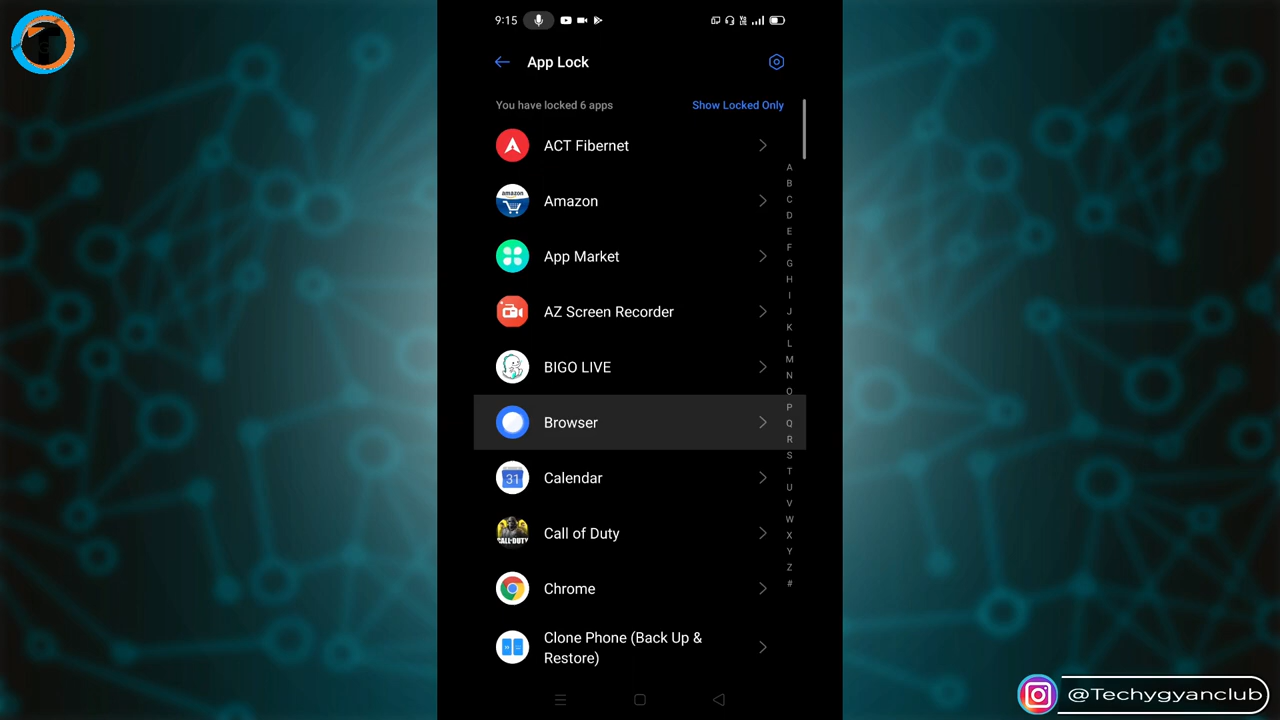 9:15
App Lock
You have locked 6 apps
Show Locked Only
ACT Fibernet
Amazon
App Market
AZ Screen Recorder
BIGO LIVE
Browser
Calendar
Call of Duty
Chrome
Clone Phone (Back Up &
Restore)
A
B
C
D
E
F
G
H
I
J
K
L
M
N
O
P
Q
R
S
T
U
V
W
X
Y
Z
#
@Techygyanclub